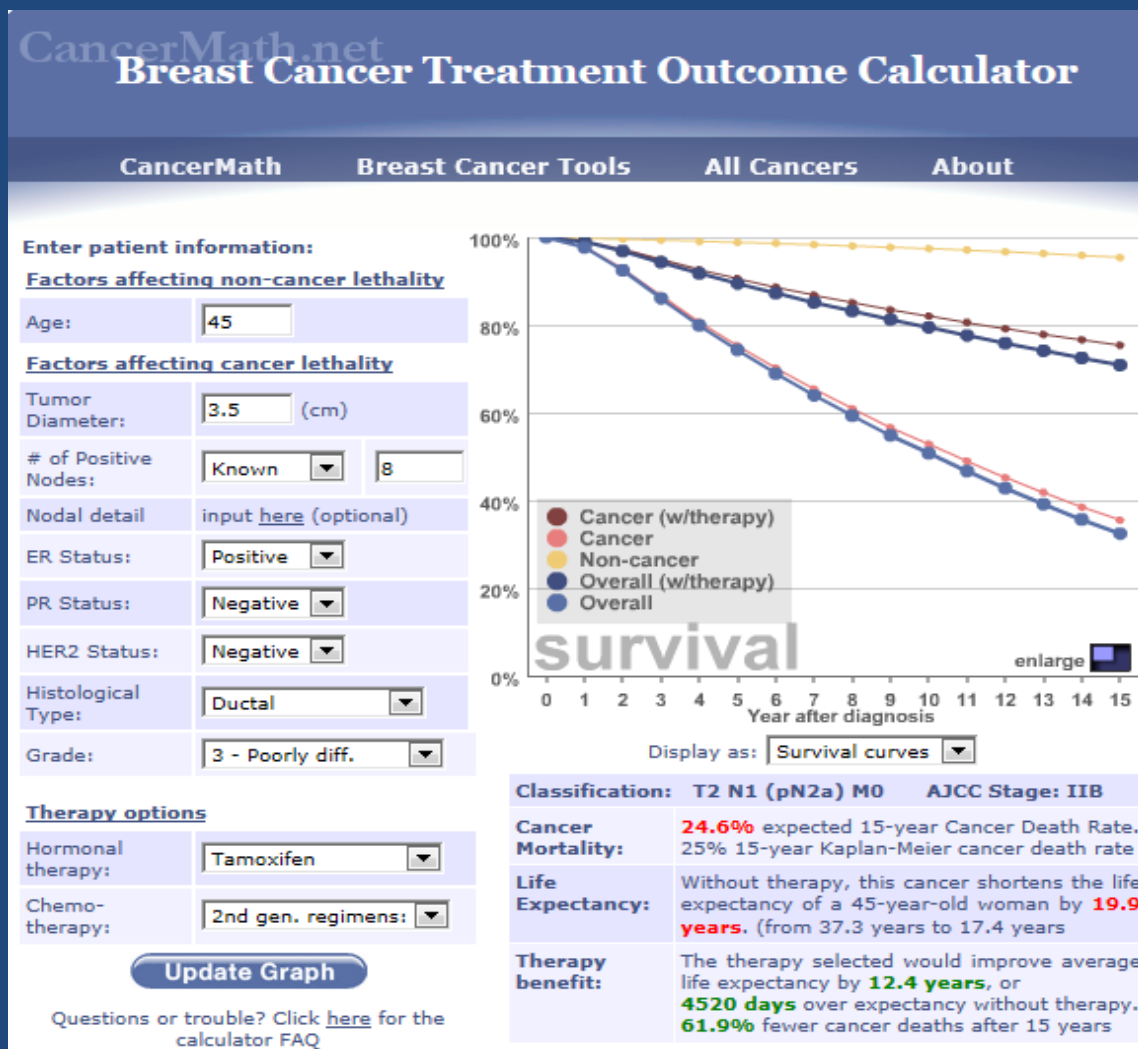 CancerMath.net
Breast Cancer Treatment Outcome Calculator
CancerMath Breast Cancer Tools All Cancers About
Enter patient information:
Factors affecting non-cancer lethality
Age: 45
Factors affecting cancer lethality
Tumor
Diameter: 3.5 (cm)
# of Positive
Nodes: Known 8
Nodal detail input here (optional)
ER Status: Positive
PR Status: Negative
HER2 Status: Negative
Histological
Type: Ductal
Grade: 3 - Poorly diff.
Therapy options
Hormonal
therapy: Tamoxifen
Chemo-
therapy: 2nd gen. regimens:
Update Graph
Questions or trouble? Click here for the
calculator FAQ
100%
80%
60%
40%
20%
0%
Cancer (w/therapy)
Cancer
Non-cancer
Overall (w/therapy)
Overall
survival
enlarge
0 1 2 3 4 5 6 7 8 9 10 11 12 13 14 15
Year after diagnosis
Display as: Survival curves
Classification: T2 N1 (pN2a) M0 AJCC Stage: IIB
Cancer
Mortality:
24.6% expected 15-year Cancer Death Rate.
25% 15-year Kaplan-Meier cancer death rate
Life
Expectancy:
Without therapy, this cancer shortens the life
expectancy of a 45-year-old woman by 19.9
years. (from 37.3 years to 17.4 years
Therapy
benefit:
The therapy selected would improve average
life expectancy by 12.4 years, or
4520 days over expectancy without therapy.
61.9% fewer cancer deaths after 15 years